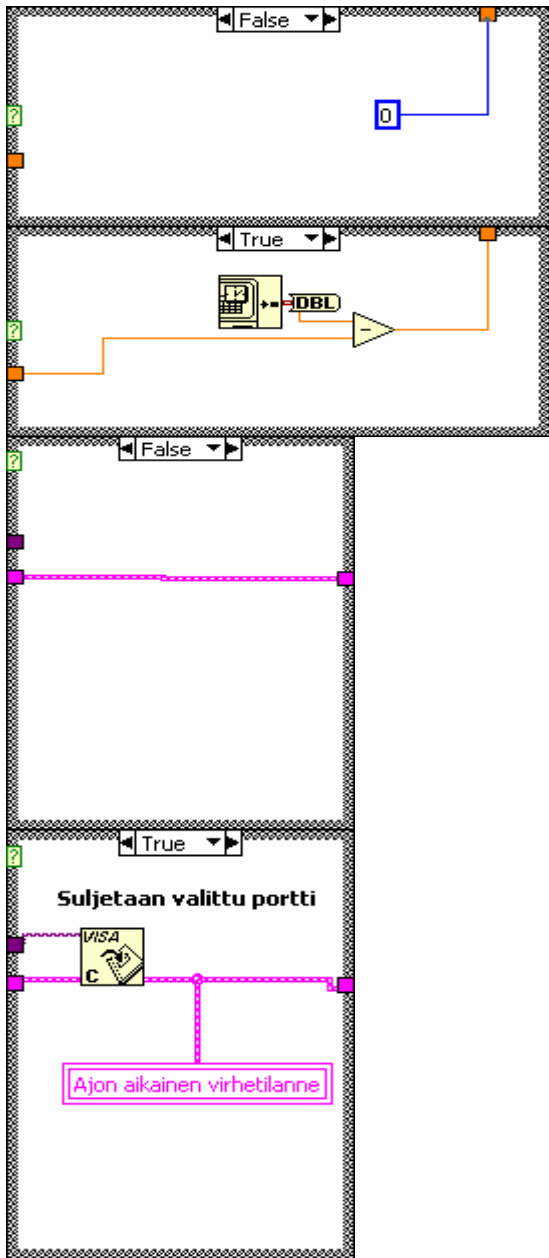 False
?
0
True
DBL
?
-
False
?
True
?
Suljetaan valittu portti
VISA
C
Ajon aikainen virhetilanne